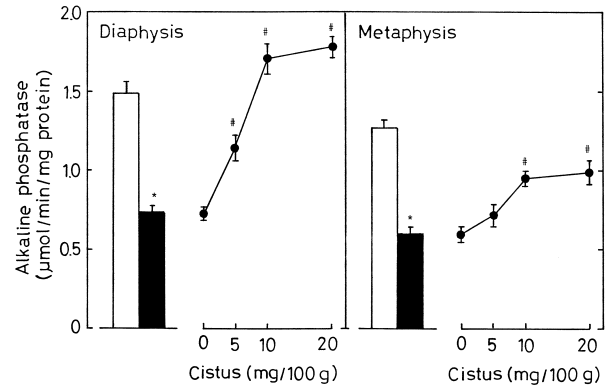 Diaphysis
Metaphysis
Alkaline phosphatase
(µmol/min/mg protein)
2.0
1.5
1.0
0.5
0
*
#
#
#
*
#
#
0 5 10 20
0 5 10 20
Cistus (mg/100 g)
Cistus (mg/100 g)